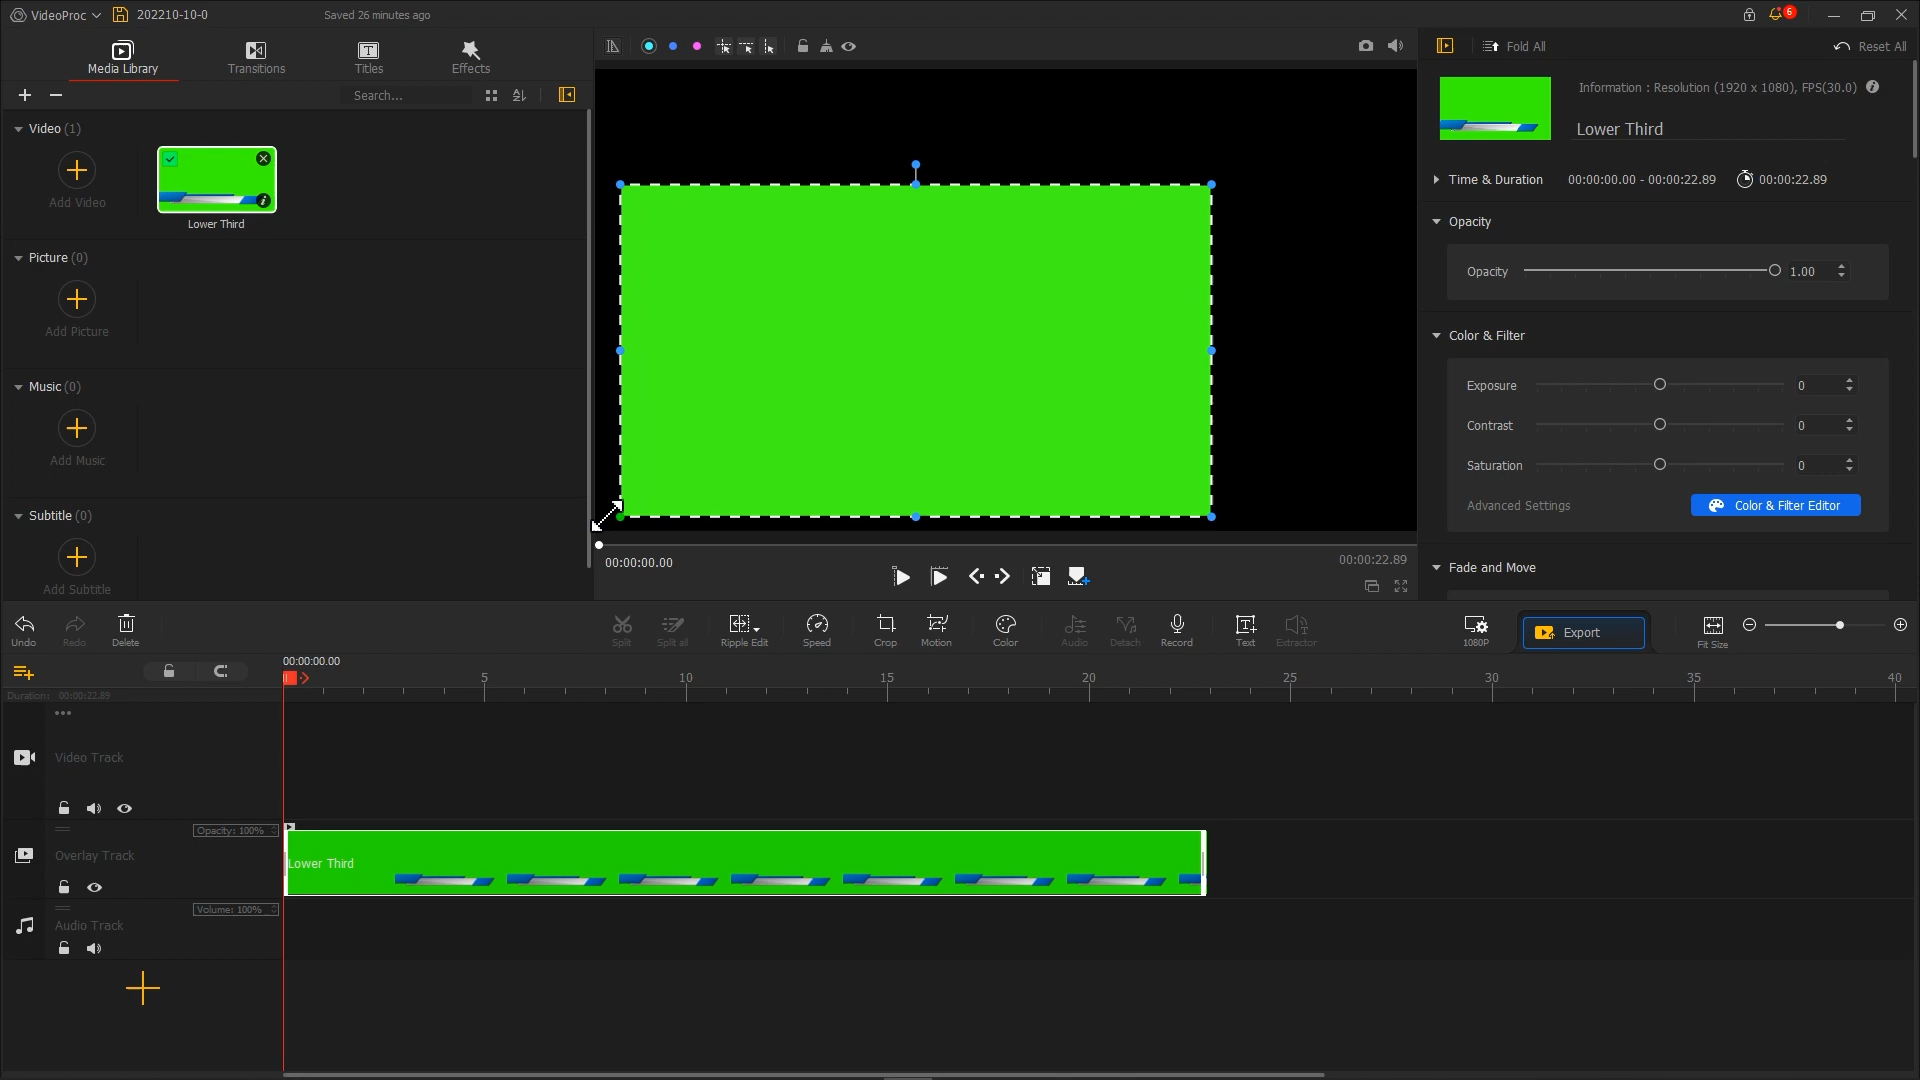 VideoProc
202210-10-0
Saved 26 minutes ago
6
Media Library
Transitions
Titles
Effects
Search...
Video (1)
Add Video
Lower Third
Picture (0)
Add Picture
Music (0)
Add Music
Subtitle (0)
Add Subtitle
00:00:00.00
00:00:22.89
Fold All
Reset All
Information : Resolution (1920 x 1080), FPS(30.0)
Lower Third
Time & Duration
00:00:00.00 - 00:00:22.89
00:00:22.89
Opacity
Opacity
1.00
Color & Filter
Exposure
0
Contrast
0
Saturation
0
Advanced Settings
Color & Filter Editor
Fade and Move
Undo
Redo
Delete
Split
Split all
Ripple Edit
Speed
Crop
Motion
Color
Audio
Detach
Record
Text
Extractor
1080P
Export
Fit Size
00:00:00.00
5
10
15
20
25
30
35
40
Duration: 00:00:22.89
Video Track
Opacity: 100%
Overlay Track
Lower Third
Volume: 100%
Audio Track